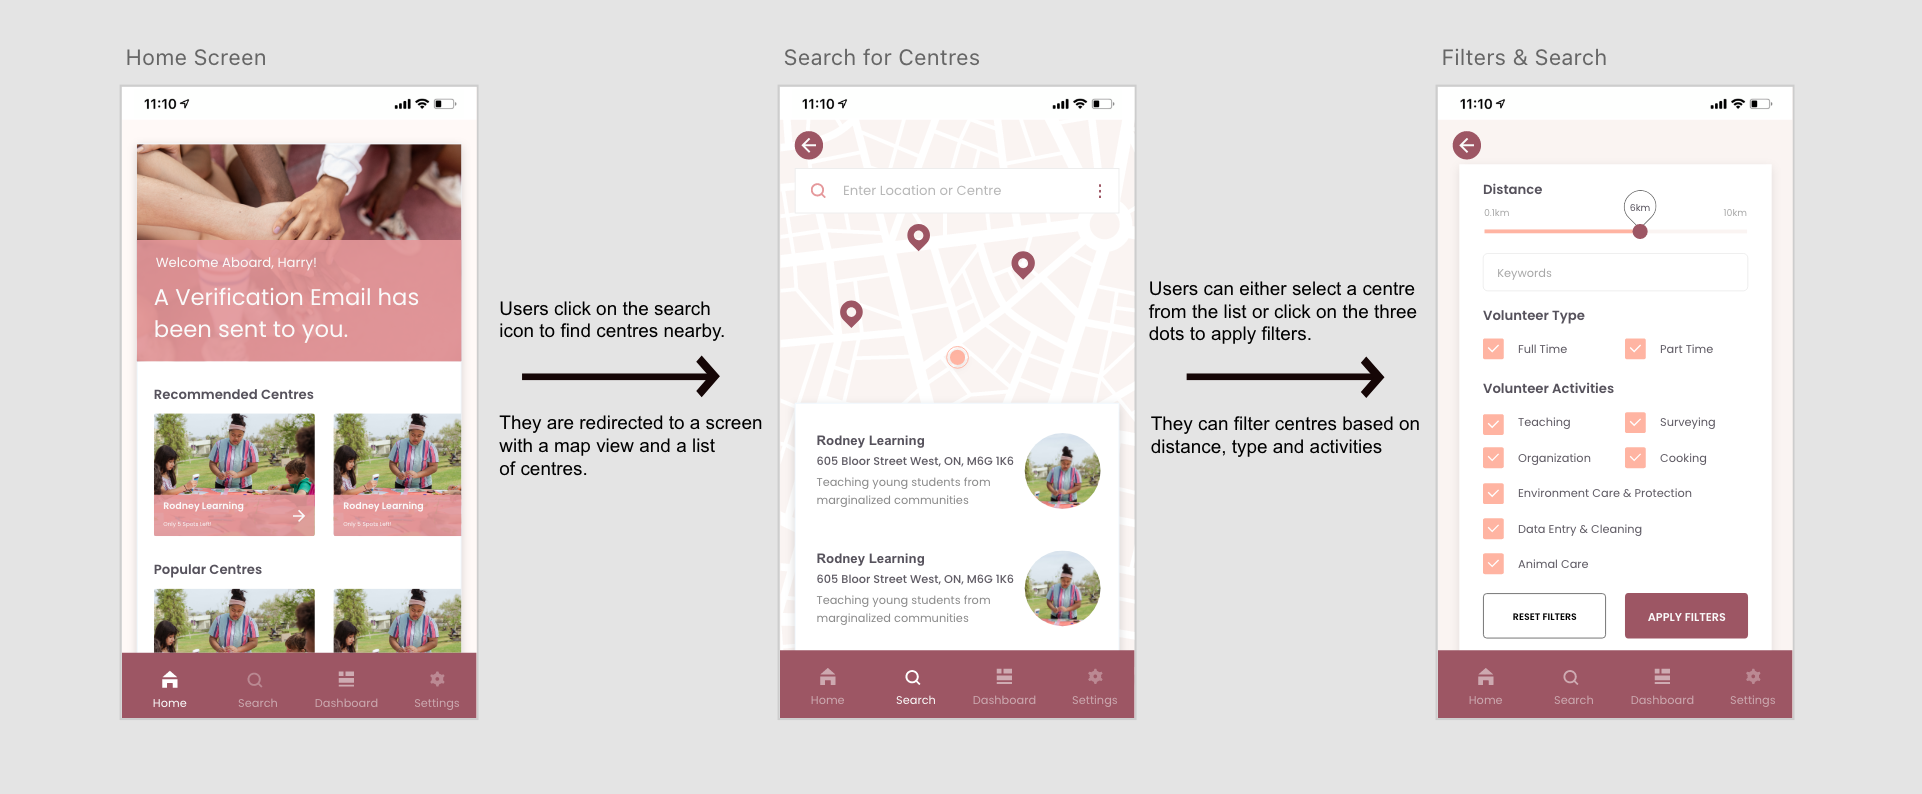 Home Screen
11:10
Welcome Aboard, Harry!
A Verification Email has
been sent to you.
Recommended Centres
Rodney Learning
Only 5 Spots Left!
Rodney Learning
Only 5 Spots Left!
Popular Centres
Home
Search
Dashboard
Settings
Users click on the search
icon to find centres nearby.
They are redirected to a screen
with a map view and a list
of centres.
Search for Centres
11:10
Enter Location or Centre
Rodney Learning
605 Bloor Street West, ON, M6G 1K6
Teaching young students from
marginalized communities
Rodney Learning
605 Bloor Street West, ON, M6G 1K6
Teaching young students from
marginalized communities
Home
Search
Dashboard
Settings
Users can either select a centre
from the list or click on the three
dots to apply filters.
They can filter centres based on
distance, type and activities
Filters & Search
11:10
Distance
6km
0.1km
10km
Keywords
Volunteer Type
Full Time
Part Time
Volunteer Activities
Teaching
Surveying
Organization
Cooking
Environment Care & Protection
Data Entry & Cleaning
Animal Care
RESET FILTERS
APPLY FILTERS
Home
Search
Dashboard
Settings